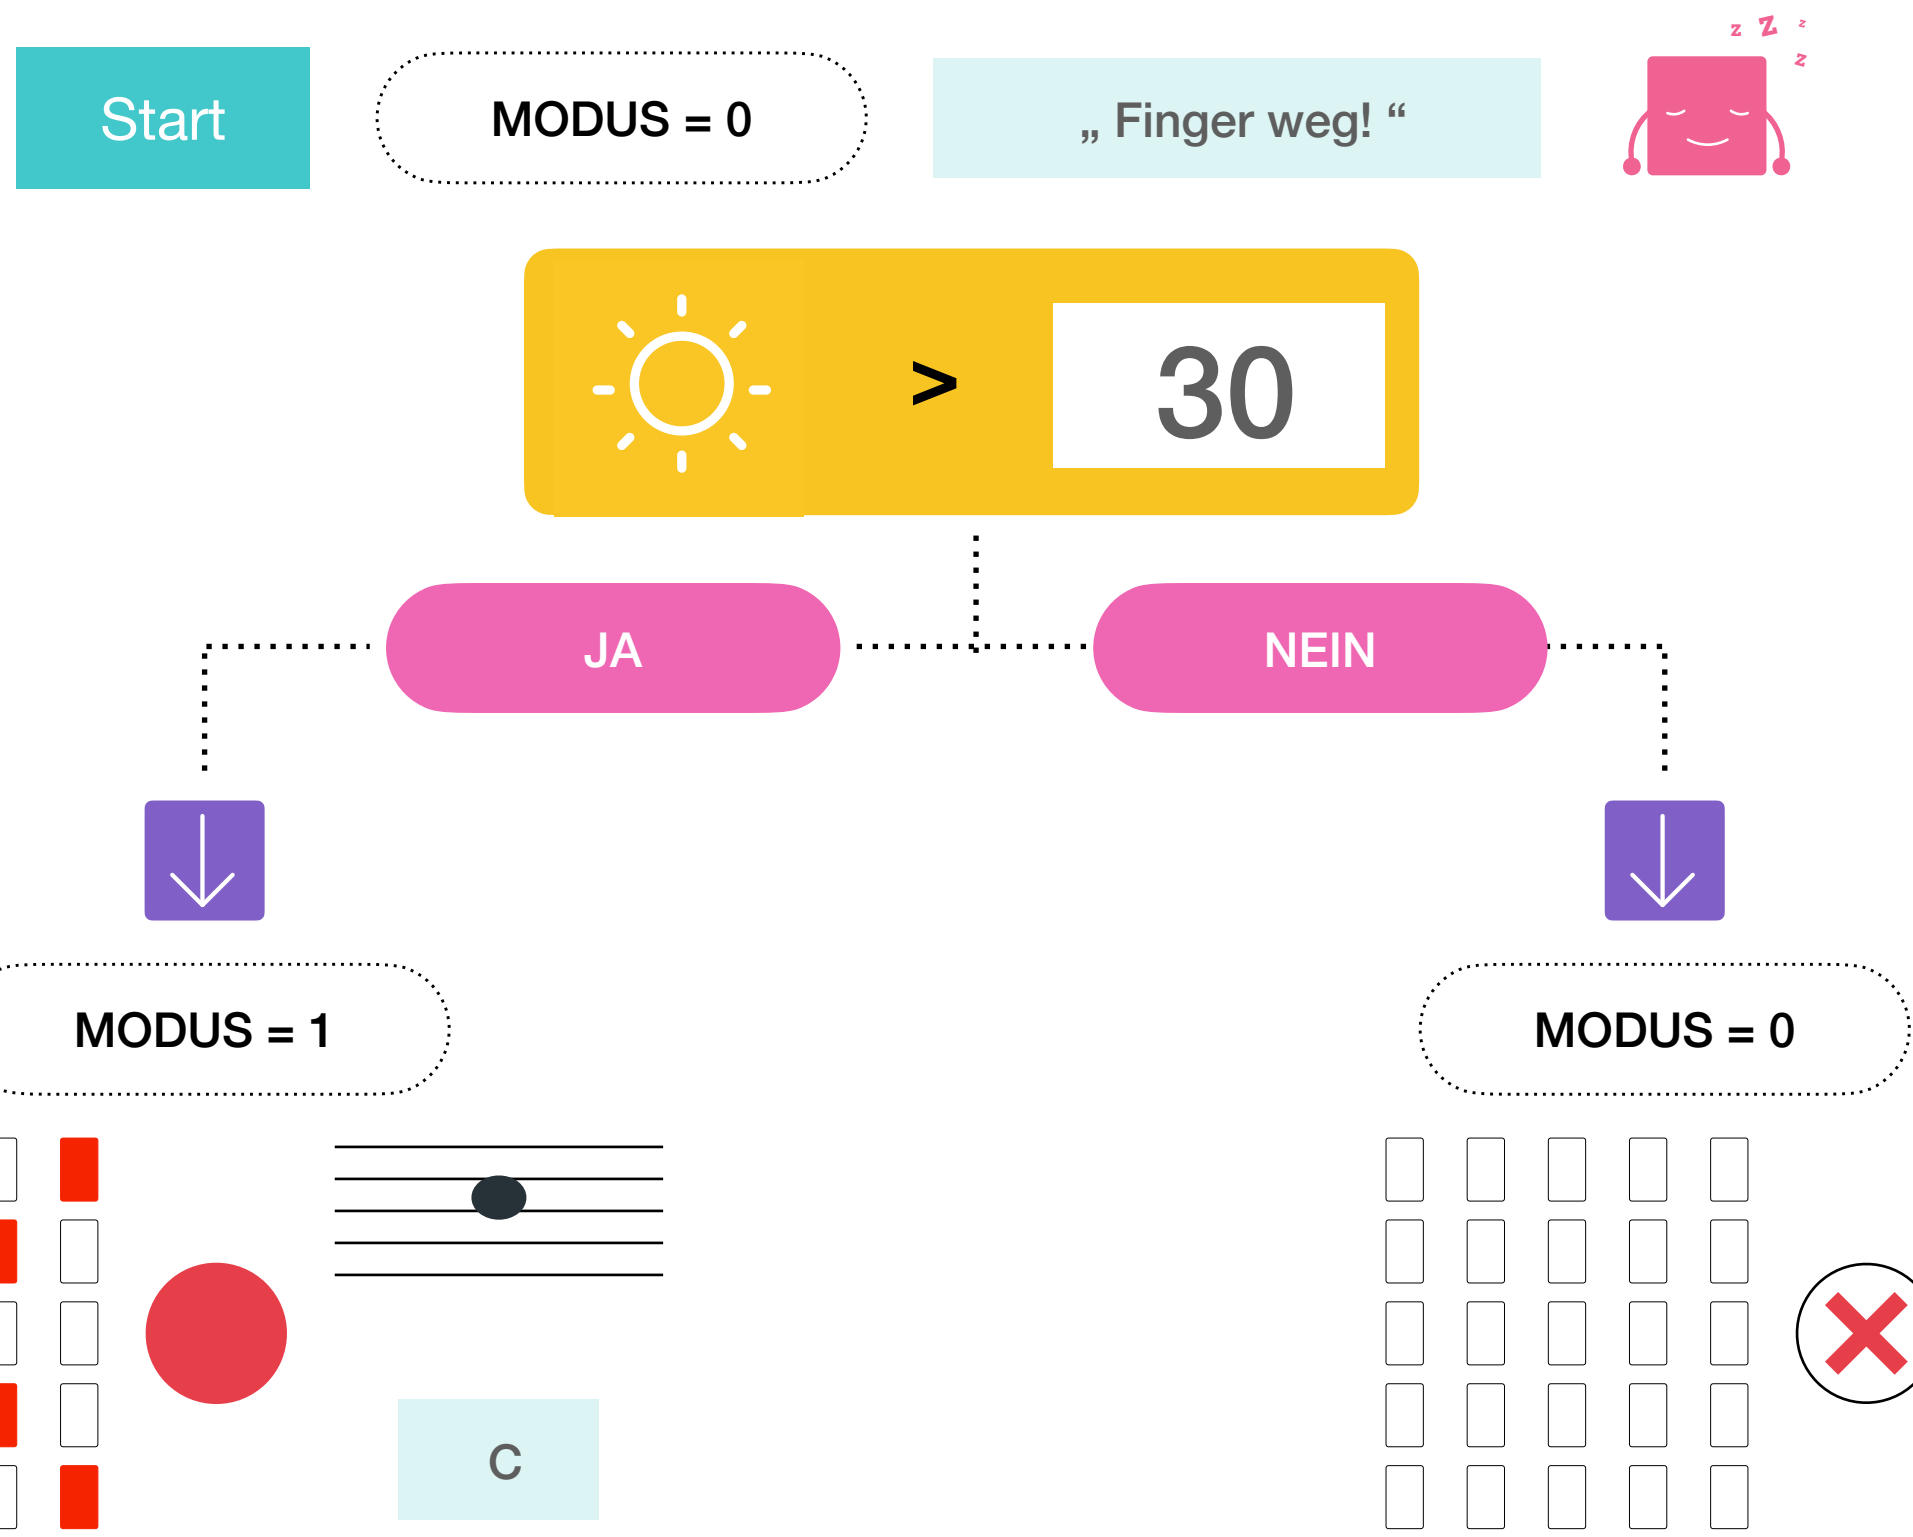 Start
MODUS = 0
„ Finger weg! “
z z z
z
> 30
JA
NEIN
MODUS = 1
MODUS = 0
C